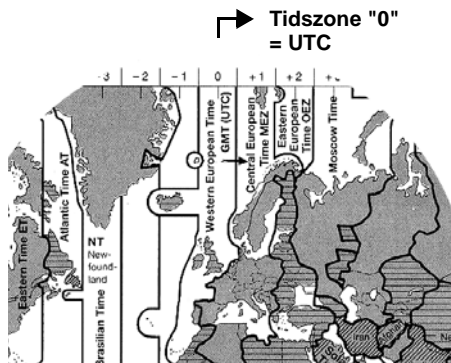 Tidszone "0"
= UTC
-3
-2
-1
0
+1
+2
Eastern Time ET
Atlantic Time AT
NT
New-
found-
land
Brasilian Time
Western European Time
GMT (UTC)
Central European
Time MEZ
Eastern
European
Time OEZ
Moscow Time
Iran